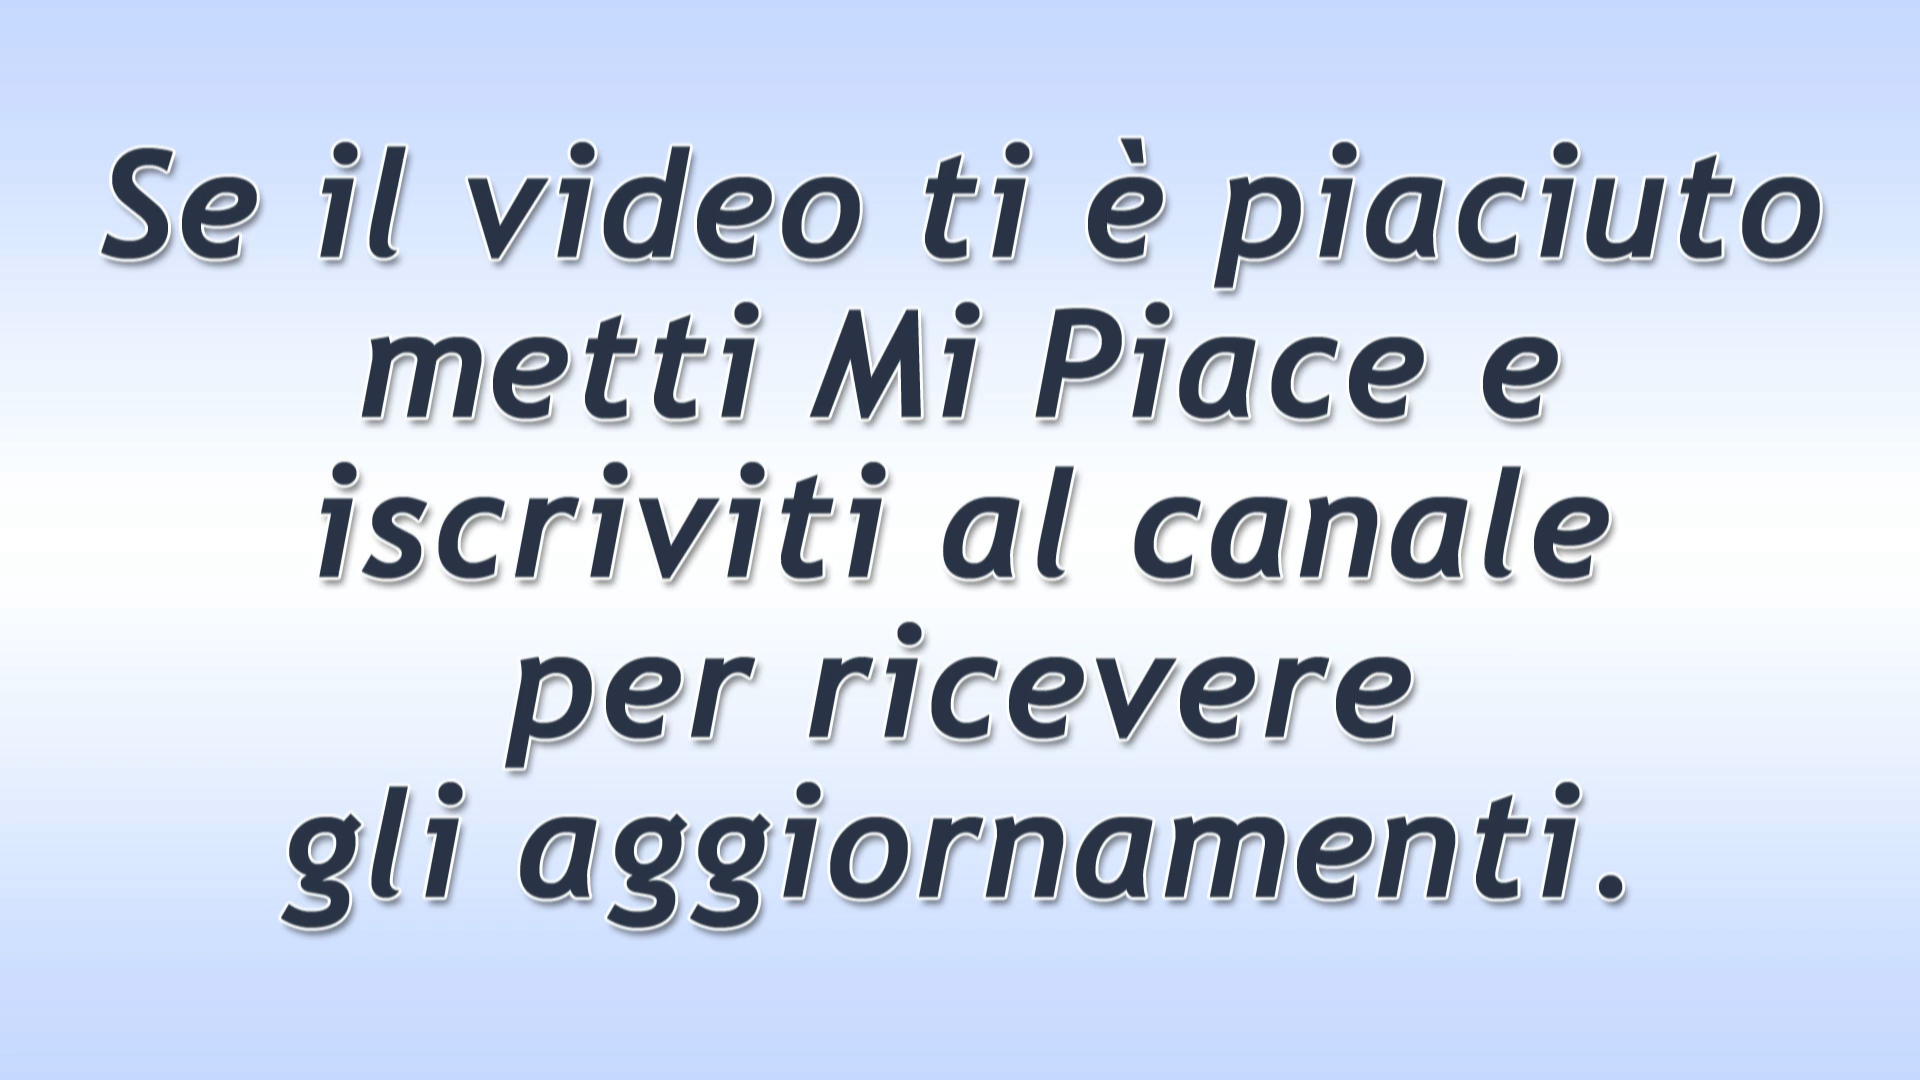 Se il video ti è piaciuto
metti Mi Piace e
iscriviti al canale
per ricevere
gli aggiornamenti.